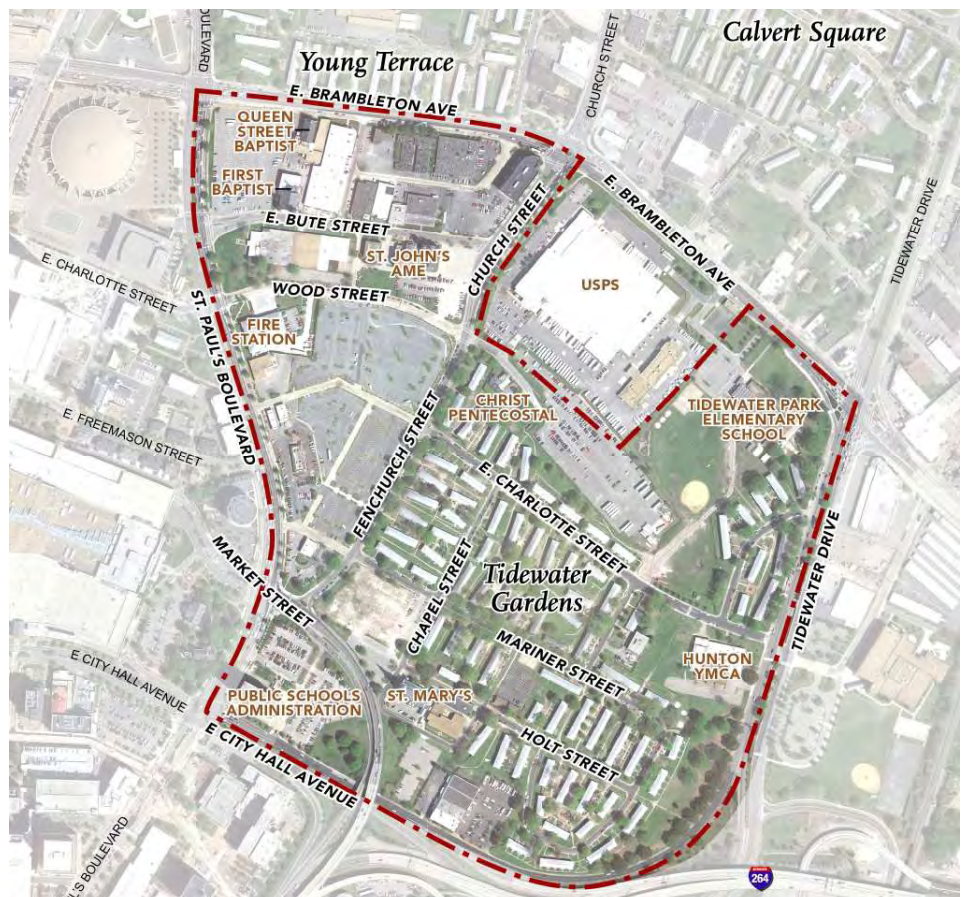 Calvert Square
OULEVARD
Young Terrace
CHURCH STREET
E. BRAMBLETON AVE
QUEEN
STREET
BAPTIST
FIRST
BAPTIST
E. BRAMBLETON AVE
TIDEWATER DRIVE
E. BUTE STREET
CHURCH STREET
ST. JOHN'S
AME
E. CHARLOTTE STREET
WOOD STREET
USPS
ST. PAUL'S BOULEVARD
FIRE
STATION
CHRIST
PENTECOSTAL
TIDEWATER PARK
ELEMENTARY
SCHOOL
E. FREEMASON STREET
FENCHURCH STREET
E. CHARLOTTE STREET
MARKET STREET
CHAPEL STREET
Tidewater
Gardens
TIDEWATER DRIVE
MARINER STREET
HUNTON
YMCA
E CITY HALL AVENUE
PUBLIC SCHOOLS
ADMINISTRATION
ST. MARY'S
HOLT STREET
E CITY HALL AVENUE
L'S BOULEVARD
264